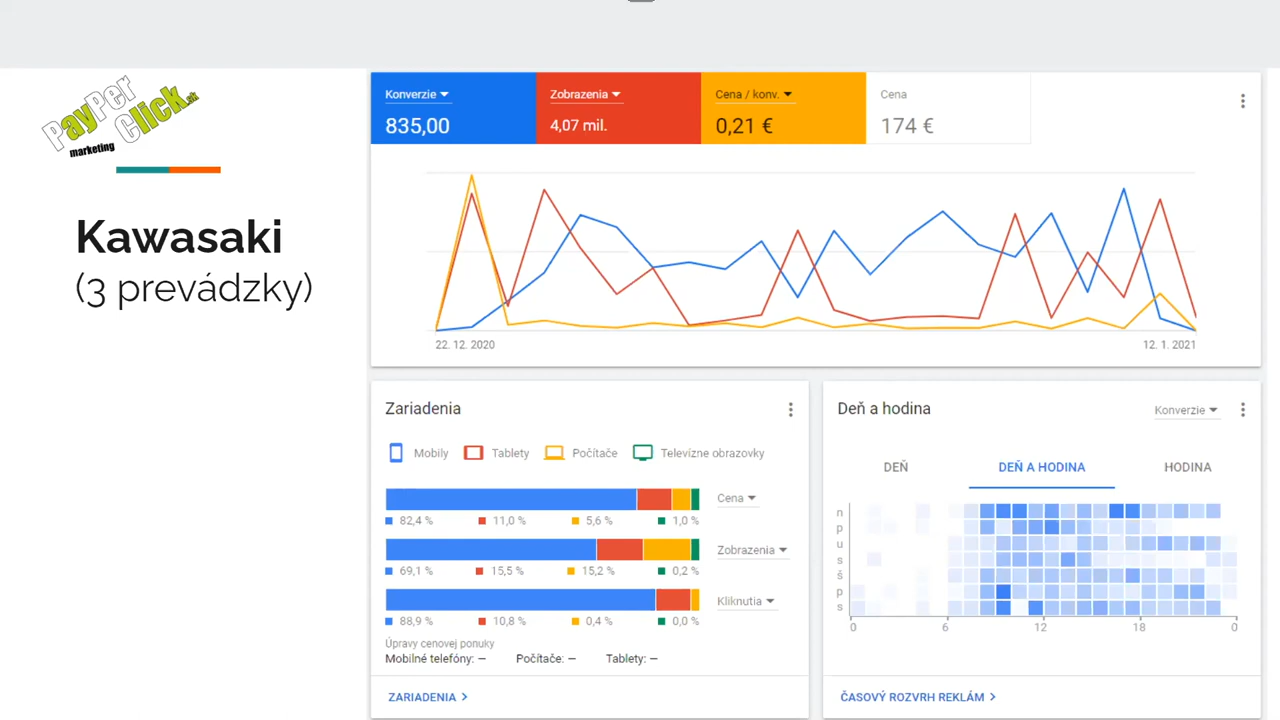 PayPer
Click.sk
marketing
Kawasaki
(3 prevádzky)
Konverzie
835,00
Zobrazenia
4,07 mil.
Cena / konv.
0,21 €
Cena
174 €
22. 12. 2020
12. 1. 2021
Zariadenia
Mobily
Tablety
Počítače
Televízne obrazovky
Cena
82,4 %
11,0 %
5,6 %
1,0 %
Zobrazenia
69,1 %
15,5 %
15,2 %
0,2 %
Kliknutia
88,9 %
10,8 %
0,4 %
0,0 %
Úpravy cenovej ponuky
Mobilné telefóny: – Počítače: – Tablety: –
ZARIADENIA
Deň a hodina
Konverzie
DEŇ
DEŇ A HODINA
HODINA
n
p
u
s
š
p
s
0 6 12 18 0
ČASOVÝ ROZVRH REKLÁM